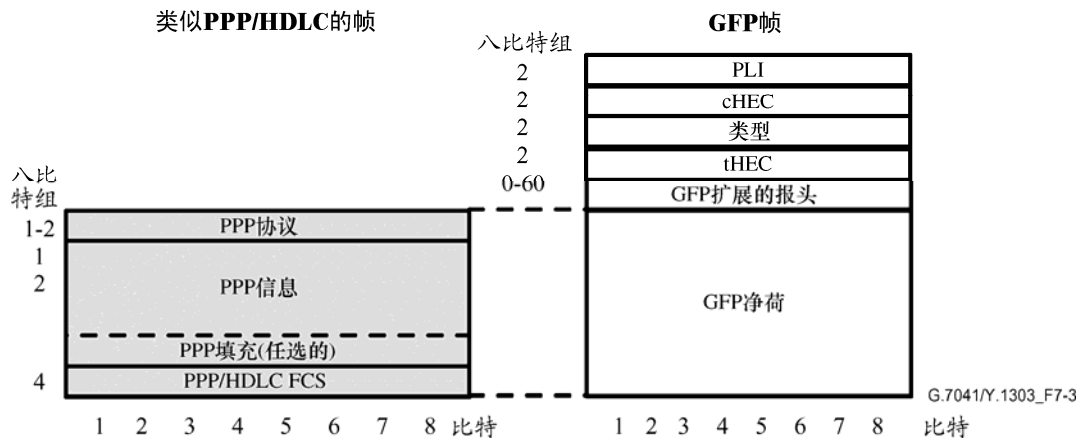 类似PPP/HDLC的帧
GFP帧
八比特组
2
PLI
2
cHEC
2
类型
2
tHEC
0-60
GFP扩展的报头
八比
特组
1-2
PPP协议
1
2
PPP信息
GFP净荷
PPP填充(任选的)
4
PPP/HDLC FCS
G.7041/Y.1303_F7-3
1 2 3 4 5 6 7 8 比特
1 2 3 4 5 6 7 8 比特